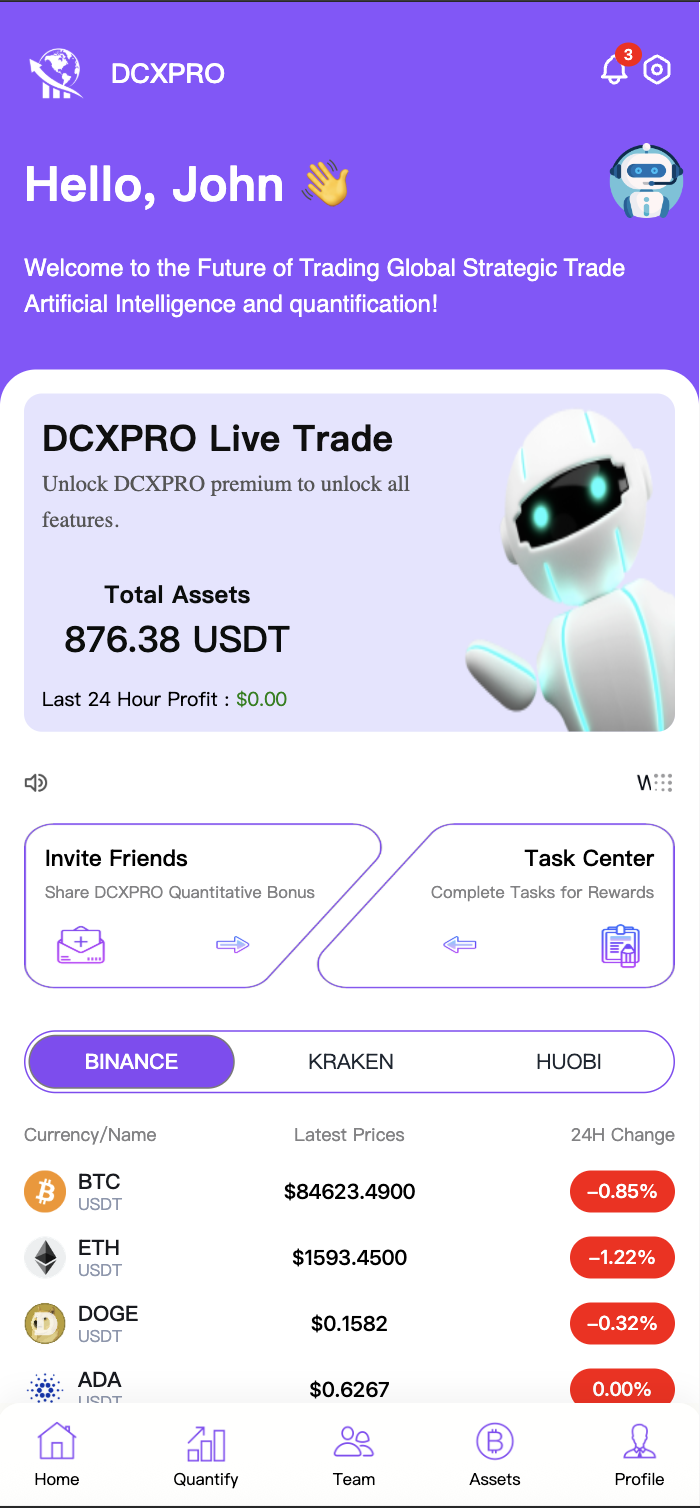 DCXPRO
3
Hello, John 👋
Welcome to the Future of Trading Global Strategic Trade
Artificial Intelligence and quantification!
DCXPRO Live Trade
Unlock DCXPRO premium to unlock all
features.
Total Assets
876.38 USDT
Last 24 Hour Profit : $0.00
W
Invite Friends
Share DCXPRO Quantitative Bonus
Task Center
Complete Tasks for Rewards
BINANCE KRAKEN HUOBI
Currency/Name Latest Prices 24H Change
BTC
USDT
$84623.4900
−0.85%
ETH
USDT
$1593.4500
−1.22%
DOGE
USDT
$0.1582
−0.32%
ADA
USDT
$0.6267
0.00%
Home Quantify Team Assets Profile